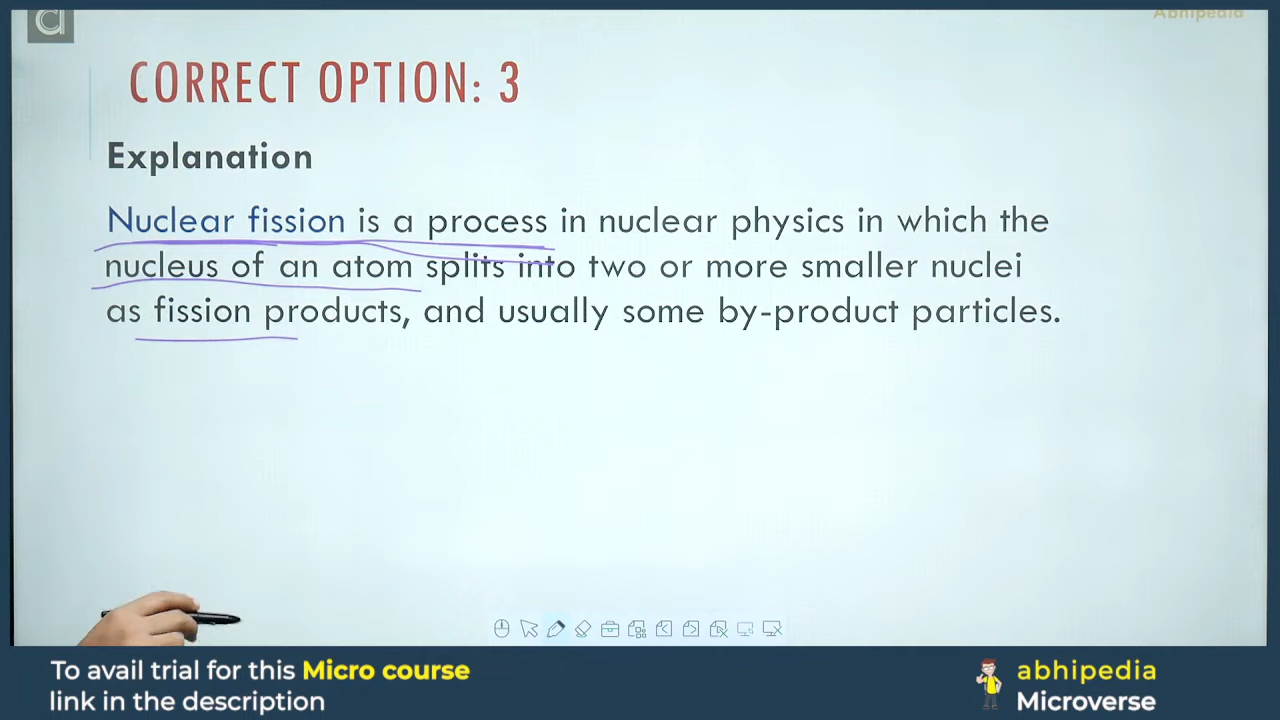 a
Abhipedia
CORRECT OPTION: 3
Explanation
Nuclear fission is a process in nuclear physics in which the
nucleus of an atom splits into two or more smaller nuclei
as fission products, and usually some by-product particles.
To avail trial for this Micro course
link in the description
abhipedia
Microverse